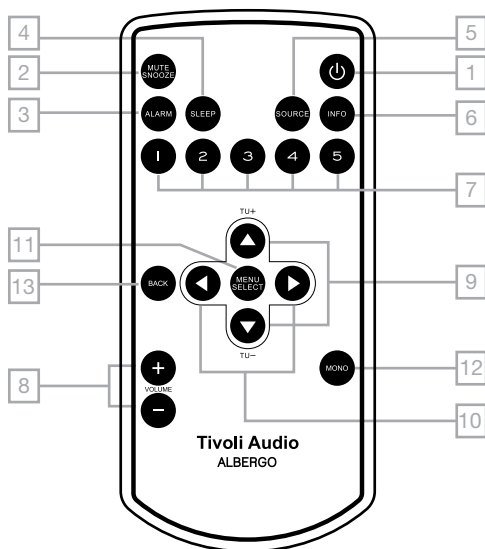 4
5
2
MUTE
SNOOZE
1
3
ALARM
SLEEP
SOURCE
INFO
6
1 2 3 4 5
7
TU+
11
MENU
SELECT
9
13
BACK
TU−
8
+
VOLUME
−
MONO
12
10
Tivoli Audio
ALBERGO